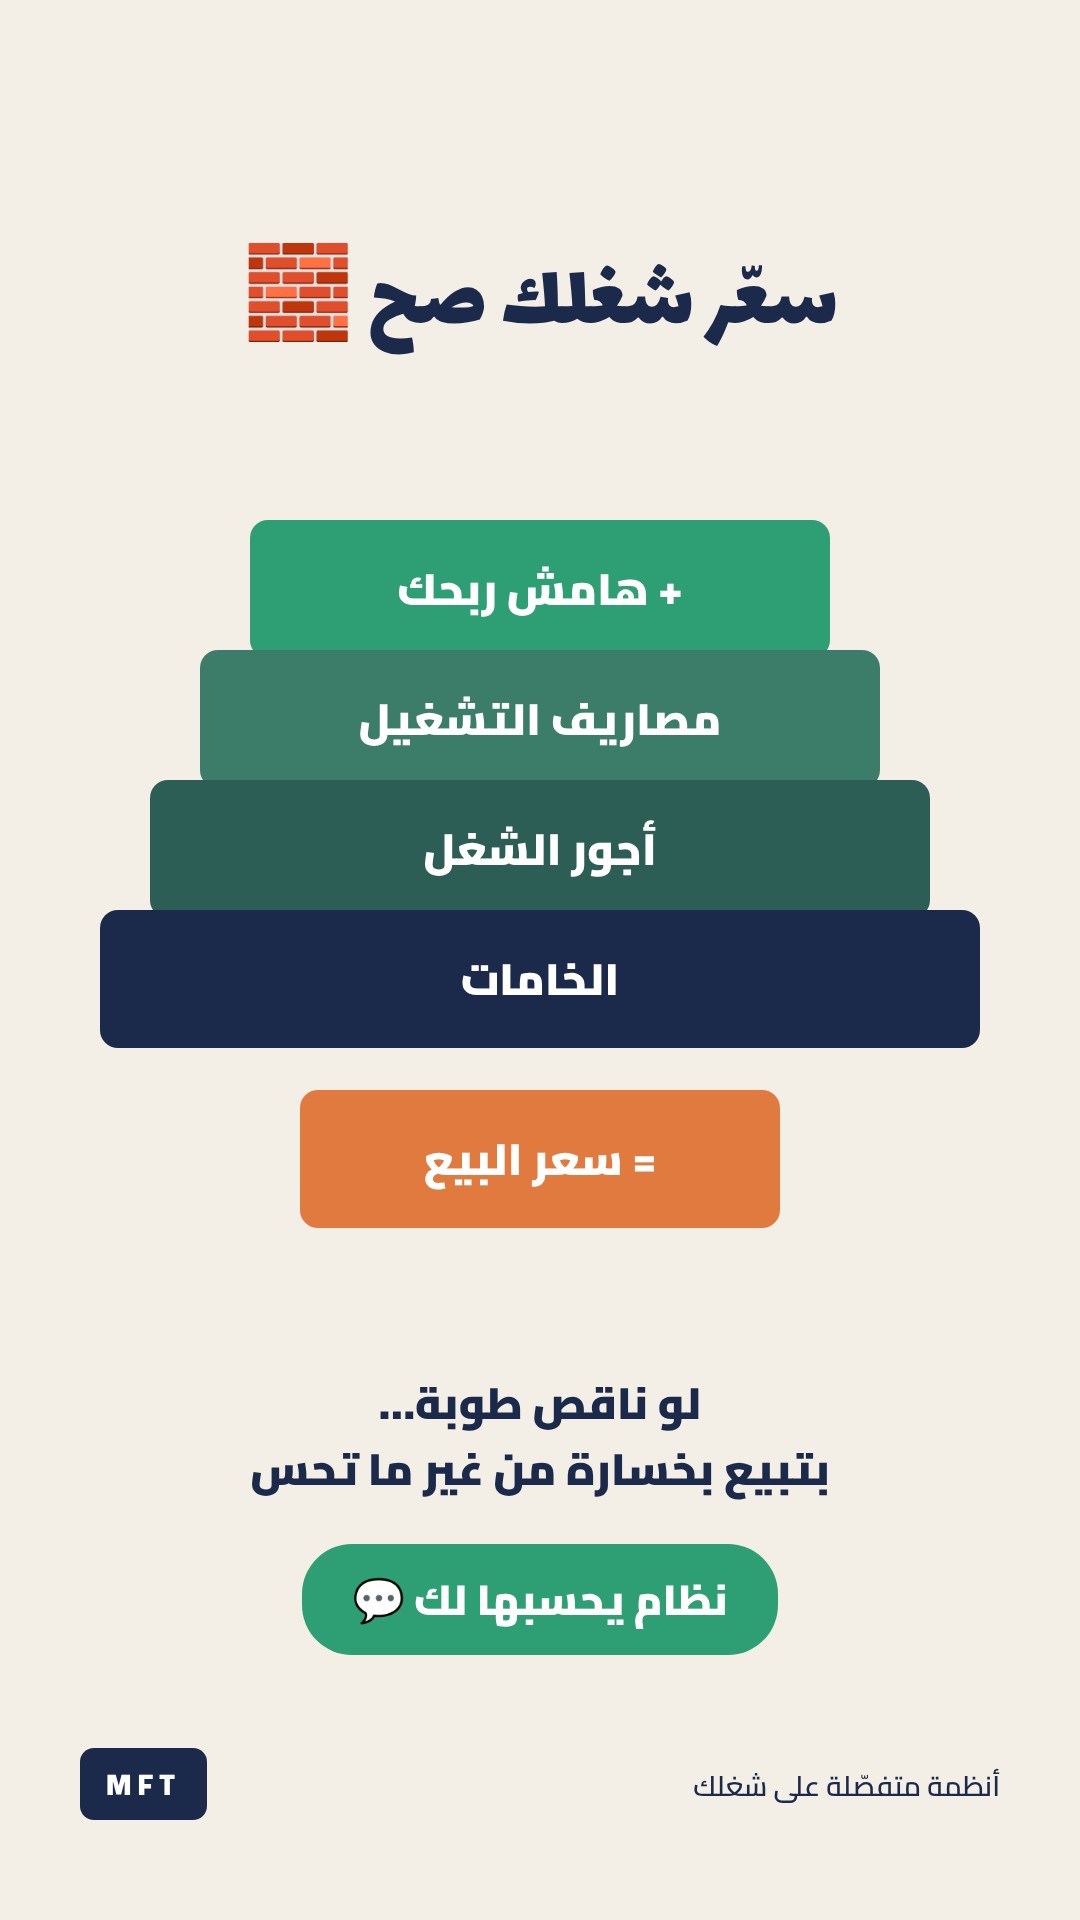 سعّر شغلك صح 🧱
+ هامش ربحك
مصاريف التشغيل
أجور الشغل
الخامات
= سعر البيع
لو ناقص طوبة...
بتبيع بخسارة من غير ما تحس
نظام يحسبها لك 💬
أنظمة متفصّلة على شغلك
MFT